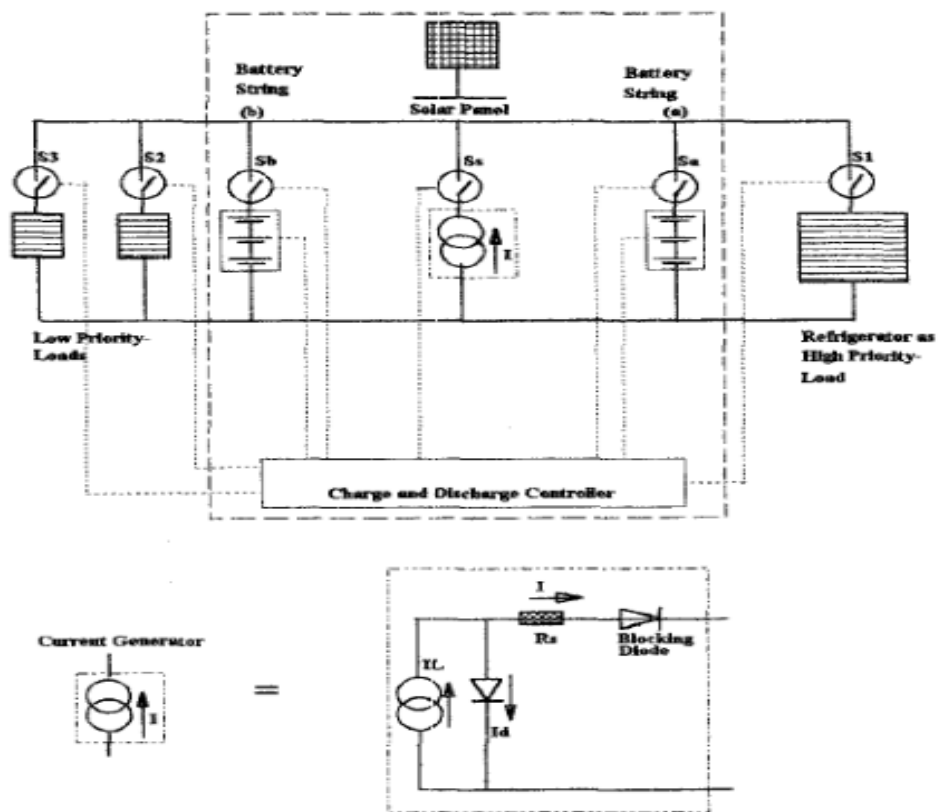 Battery
String
(b)
Solar Panel
Battery
String
(a)
S3
S2
Sb
Ss
Sa
S1
I
Low Priority-
Loads
Refrigerator as
High Priority-
Load
Charge and Discharge Controller
Current Generator
I
=
I
Rs
Blocking
Diode
IL
Id